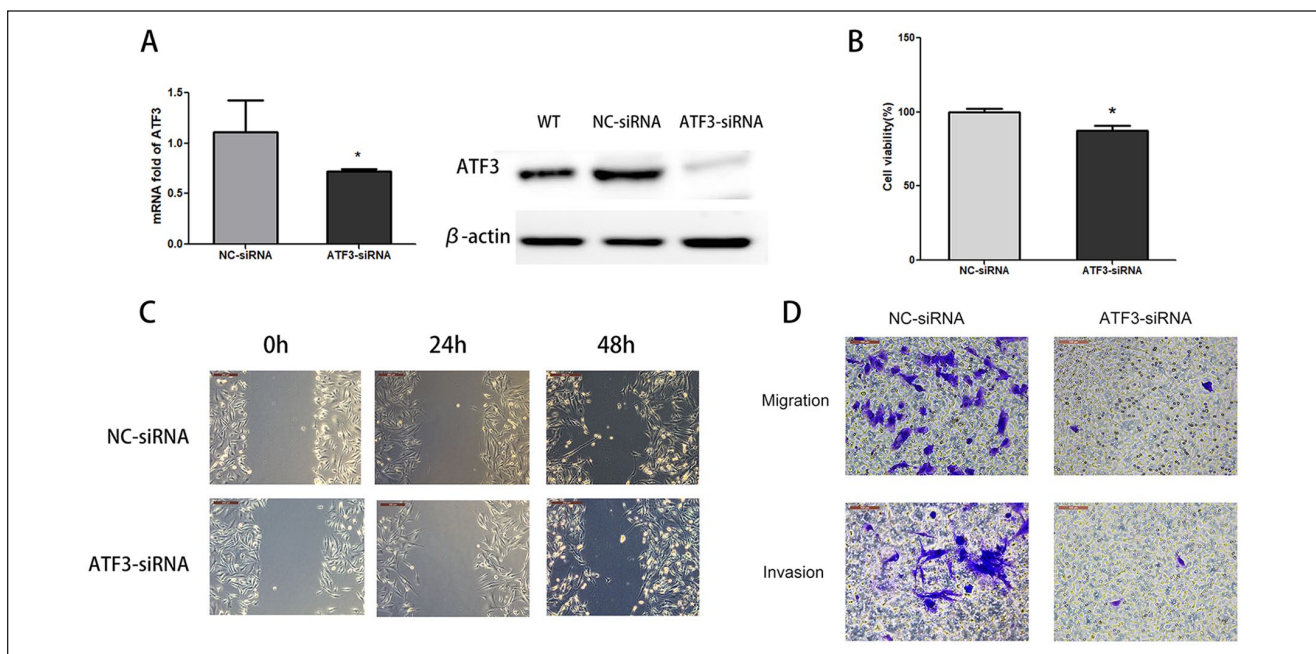 A
mRNA fold of ATF3
1.5
1.0
0.5
0.0
*
NC-siRNA
ATF3-siRNA
WT
NC-siRNA
ATF3-siRNA
ATF3
β-actin
B
Cell viability(%)
150
100
50
0
*
NC-siRNA
ATF3-siRNA
C
0h
24h
48h
NC-siRNA
ATF3-siRNA
D
NC-siRNA
ATF3-siRNA
Migration
Invasion